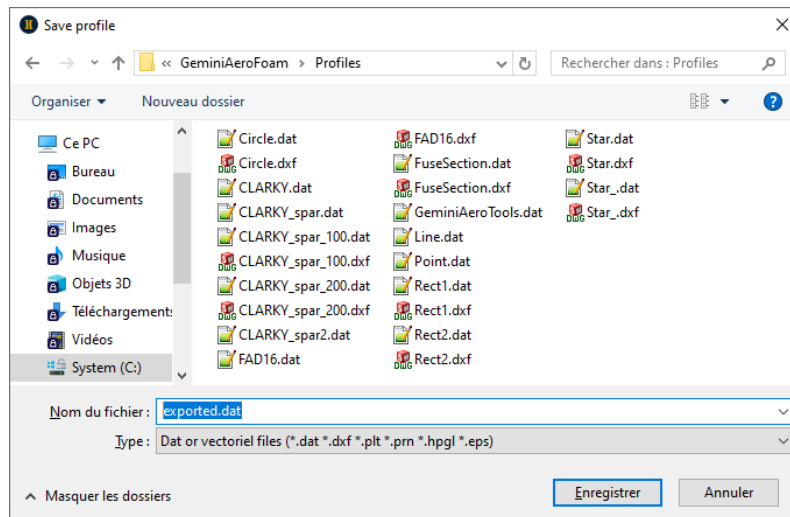 Save profile
« GeminiAeroFoam > Profiles
Rechercher dans : Profiles
Organiser
Nouveau dossier
Ce PC
Bureau
Documents
Images
Musique
Objets 3D
Téléchargements
Vidéos
System (C:)
Circle.dat
Circle.dxf
CLARKY.dat
CLARKY_spar.dat
CLARKY_spar_100.dat
CLARKY_spar_100.dxf
CLARKY_spar_200.dat
CLARKY_spar_200.dxf
CLARKY_spar2.dat
FAD16.dat
FAD16.dxf
FuseSection.dat
FuseSection.dxf
GeminiAeroTools.dat
Line.dat
Point.dat
Rect1.dat
Rect1.dxf
Rect2.dat
Rect2.dxf
Star.dat
Star.dxf
Star_.dat
Star_.dxf
Nom du fichier : exported.dat
Type : Dat or vectoriel files (*.dat *.dxf *.plt *.prn *.hpgl *.eps)
Masquer les dossiers
Enregistrer
Annuler